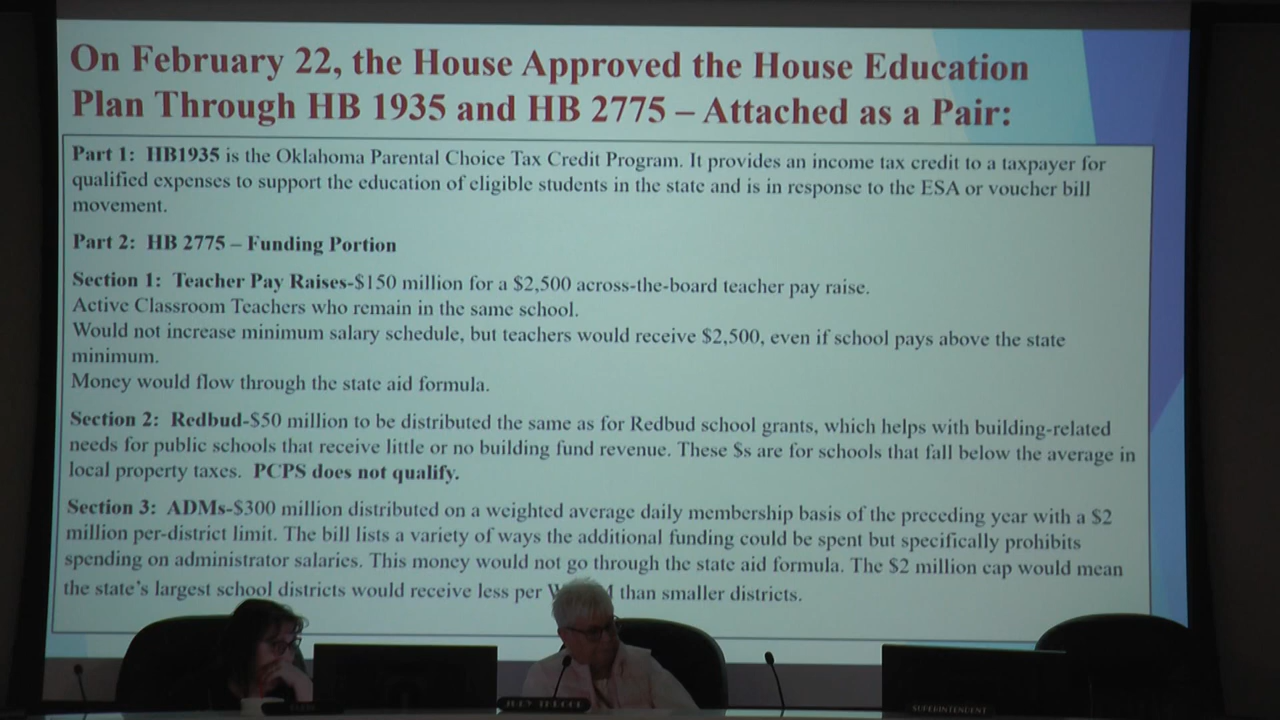 On February 22, the House Approved the House Education
Plan Through HB 1935 and HB 2775 – Attached as a Pair:
Part 1: HB1935 is the Oklahoma Parental Choice Tax Credit Program. It provides an income tax credit to a taxpayer for
qualified expenses to support the education of eligible students in the state and is in response to the ESA or voucher bill
movement.
Part 2: HB 2775 – Funding Portion
Section 1: Teacher Pay Raises-$150 million for a $2,500 across-the-board teacher pay raise.
Active Classroom Teachers who remain in the same school.
Would not increase minimum salary schedule, but teachers would receive $2,500, even if school pays above the state
minimum.
Money would flow through the state aid formula.
Section 2: Redbud-$50 million to be distributed the same as for Redbud school grants, which helps with building-related
needs for public schools that receive little or no building fund revenue. These $s are for schools that fall below the average in
local property taxes. PCPS does not qualify.
Section 3: ADMs-$300 million distributed on a weighted average daily membership basis of the preceding year with a $2
million per-district limit. The bill lists a variety of ways the additional funding could be spent but specifically prohibits
spending on administrator salaries. This money would not go through the state aid formula. The $2 million cap would mean
the state's largest school districts would receive less per than smaller districts.
SUPERINTENDENT